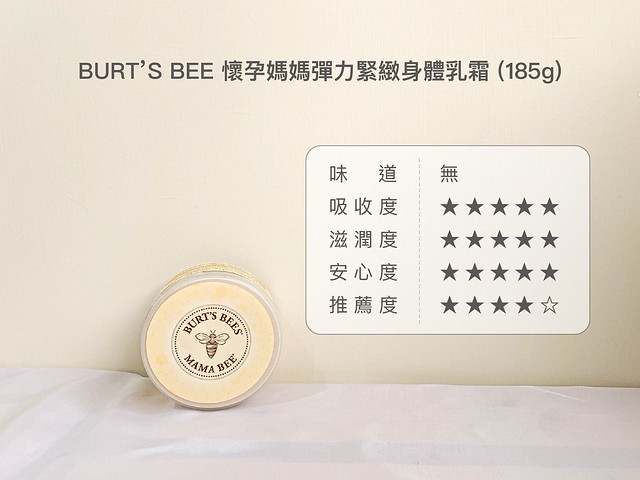 BURT'S BEE 懷孕媽媽彈力緊緻身體乳霜 (185g)
味道 無
吸收度 ★★★★★
滋潤度 ★★★★★
安心度 ★★★★★
推薦度 ★★★★☆
BURT'S BEES®
MAMA BEE®